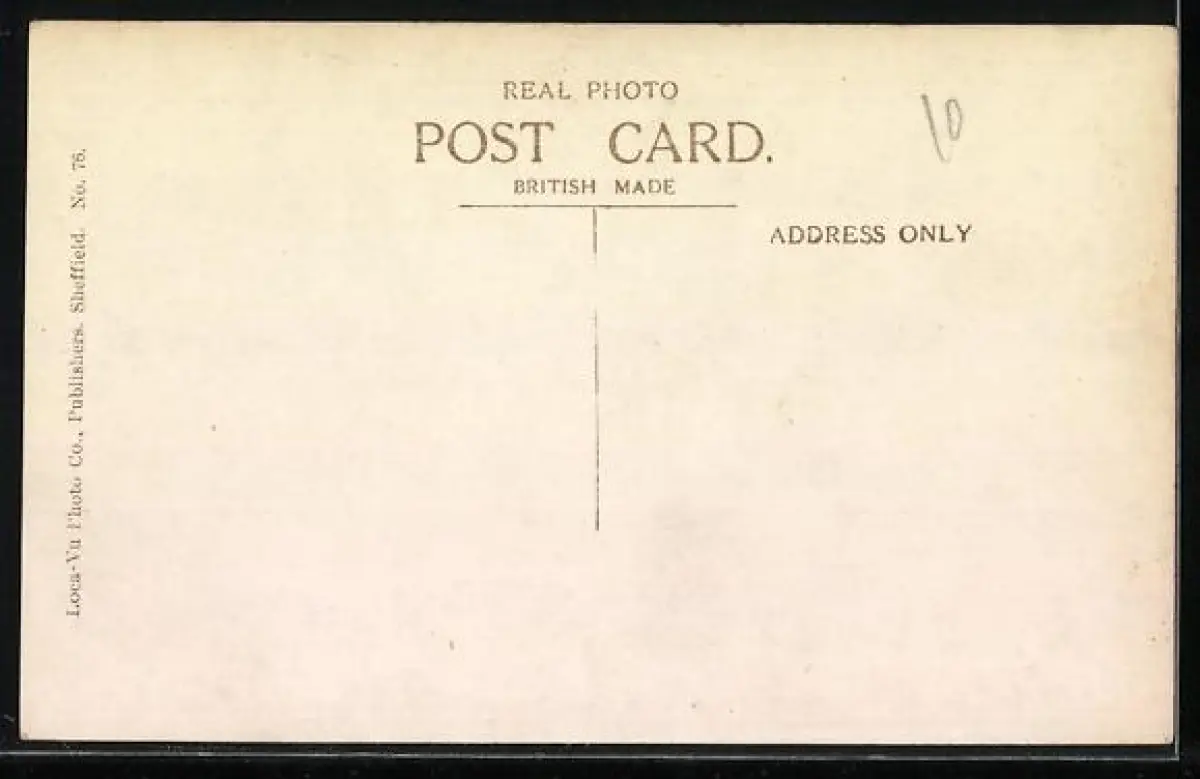 REAL PHOTO
POST CARD.
BRITISH MADE
ADDRESS ONLY
Loca-Vu Photo Co., Publishers. Sheffield. No. 76.
10